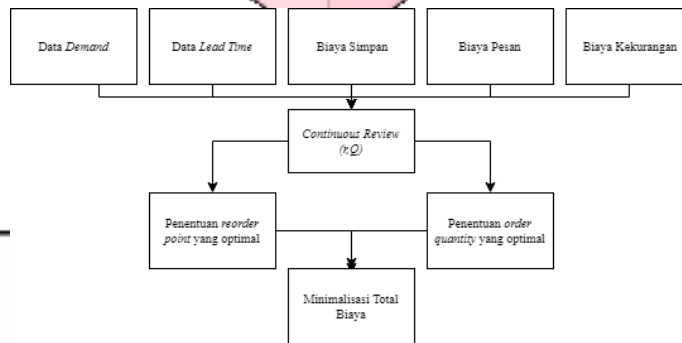 Data Demand
Data Lead Time
Biaya Simpan
Biaya Pesan
Biaya Kekurangan
Continuous Review
(r,Q)
Penentuan reorder
point yang optimal
Penentuan order
quantity yang optimal
Minimalisasi Total
Biaya